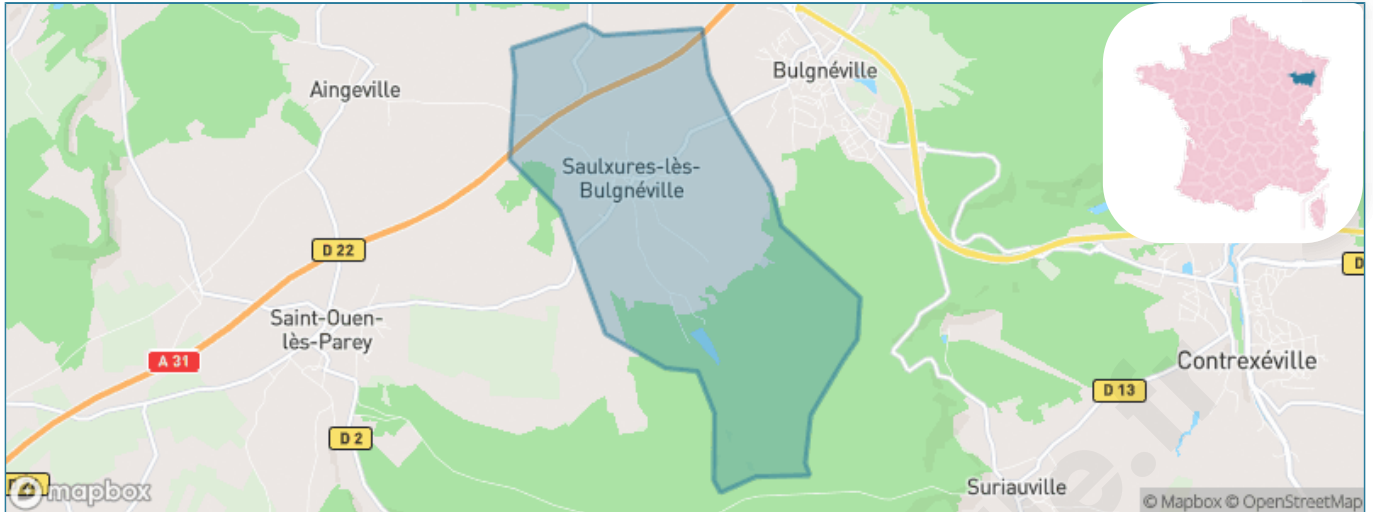 Bulgnéville
Aingeville
Saulxures-lès-
Bulgnéville
D 22
Saint-Ouen-
lès-Parey
A 31
Contrexéville
D 13
D 2
Suriauville
mapbox
© Mapbox © OpenStreetMap